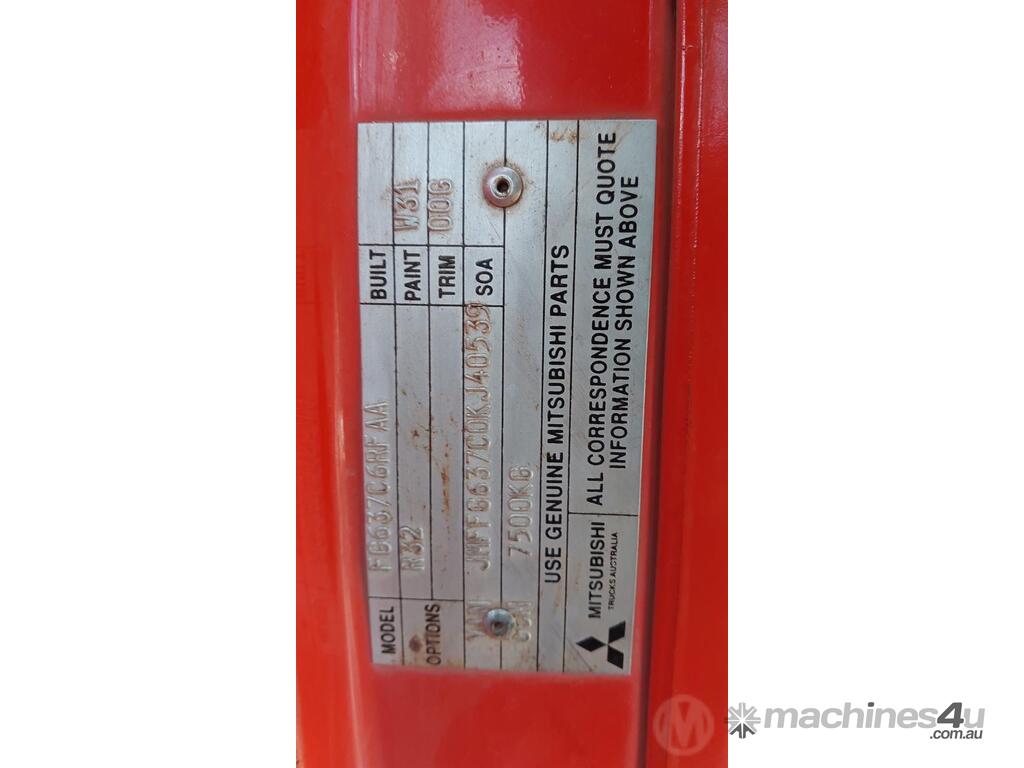 MODEL FG637C6RFAA BUILT
OPTIONS R32 PAINT W31
TRIM 00G
JMFFG637C0KJ40539 SOA
7500KG
USE GENUINE MITSUBISHI PARTS
MITSUBISHI
TRUCKS AUSTRALIA
ALL CORRESPONDENCE MUST QUOTE
INFORMATION SHOWN ABOVE
machines4u
.com.au